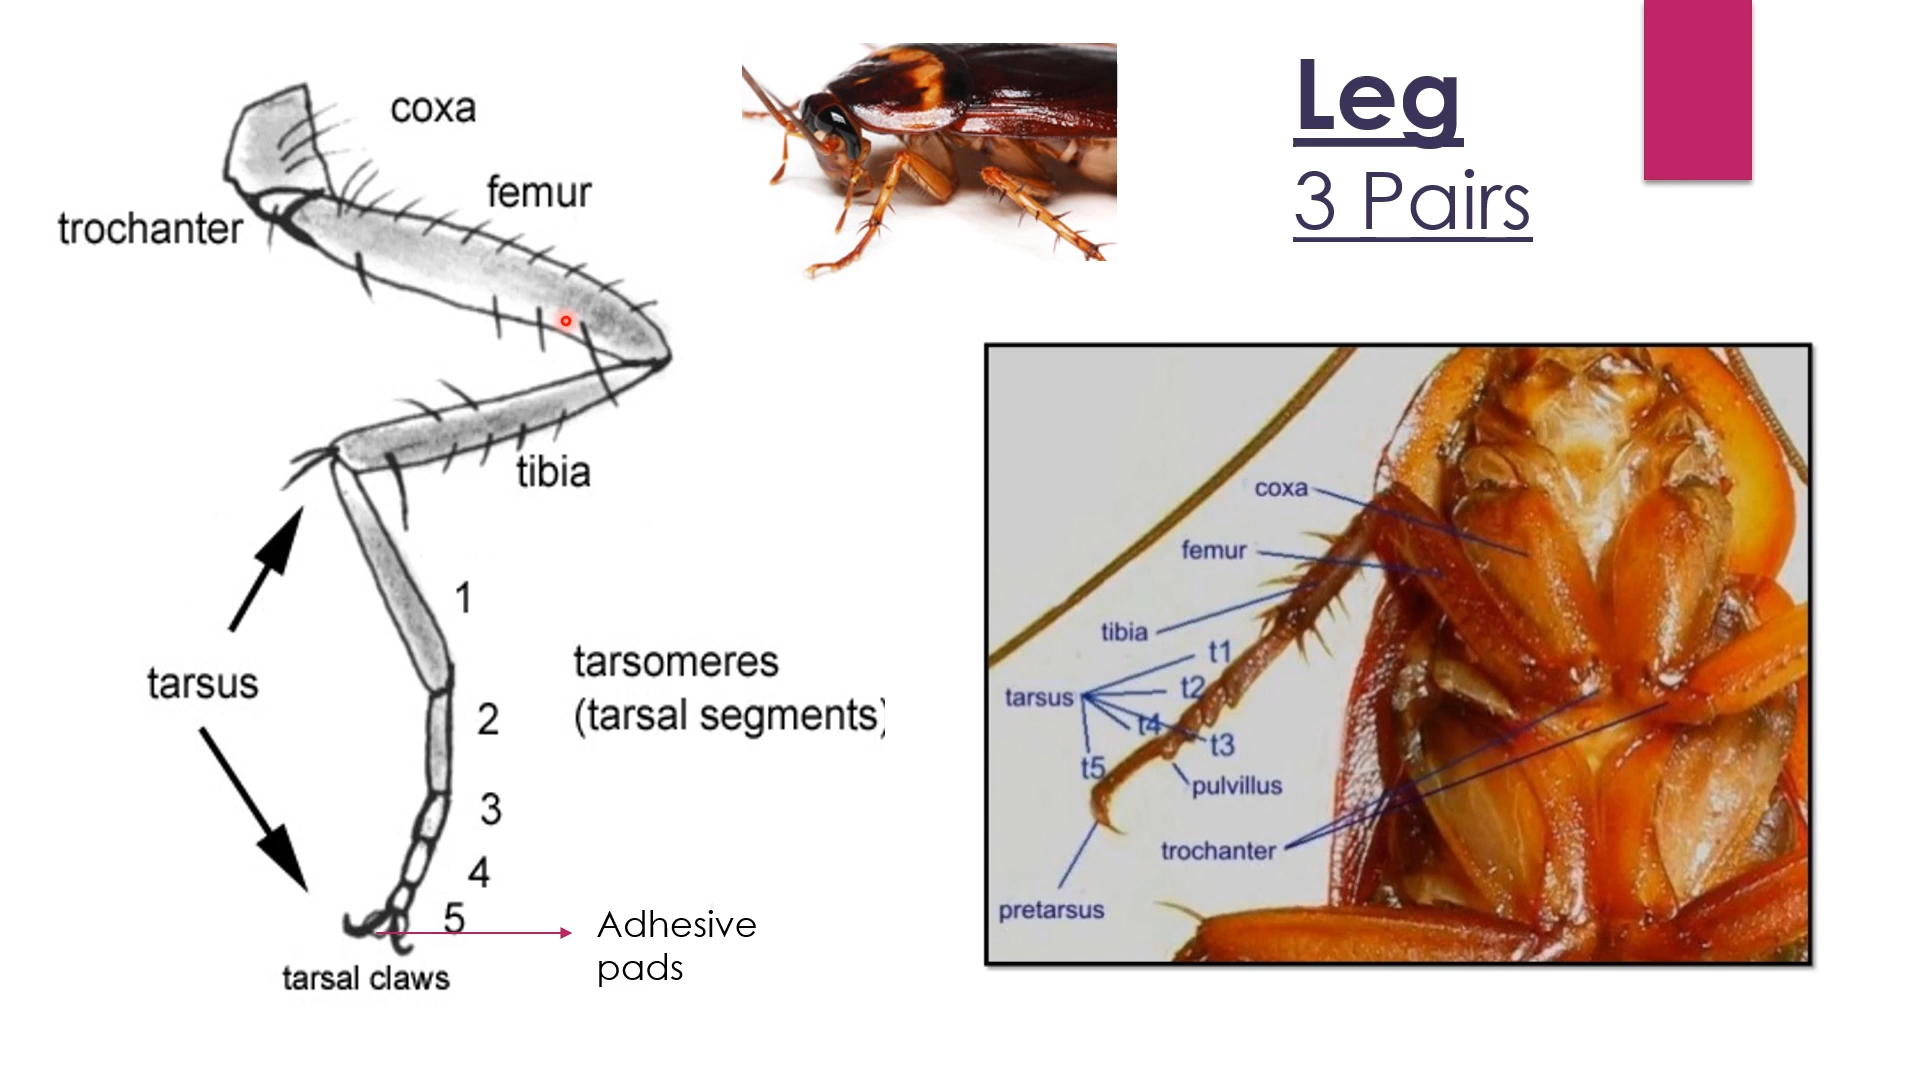 Leg
3 Pairs
coxa
femur
trochanter
tibia
1
tarsus
tarsomeres
(tarsal segments)
2
3
4
5
Adhesive
pads
tarsal claws
coxa
femur
tibia
t1
tarsus
t2
t4
t3
t5
pulvillus
trochanter
pretarsus